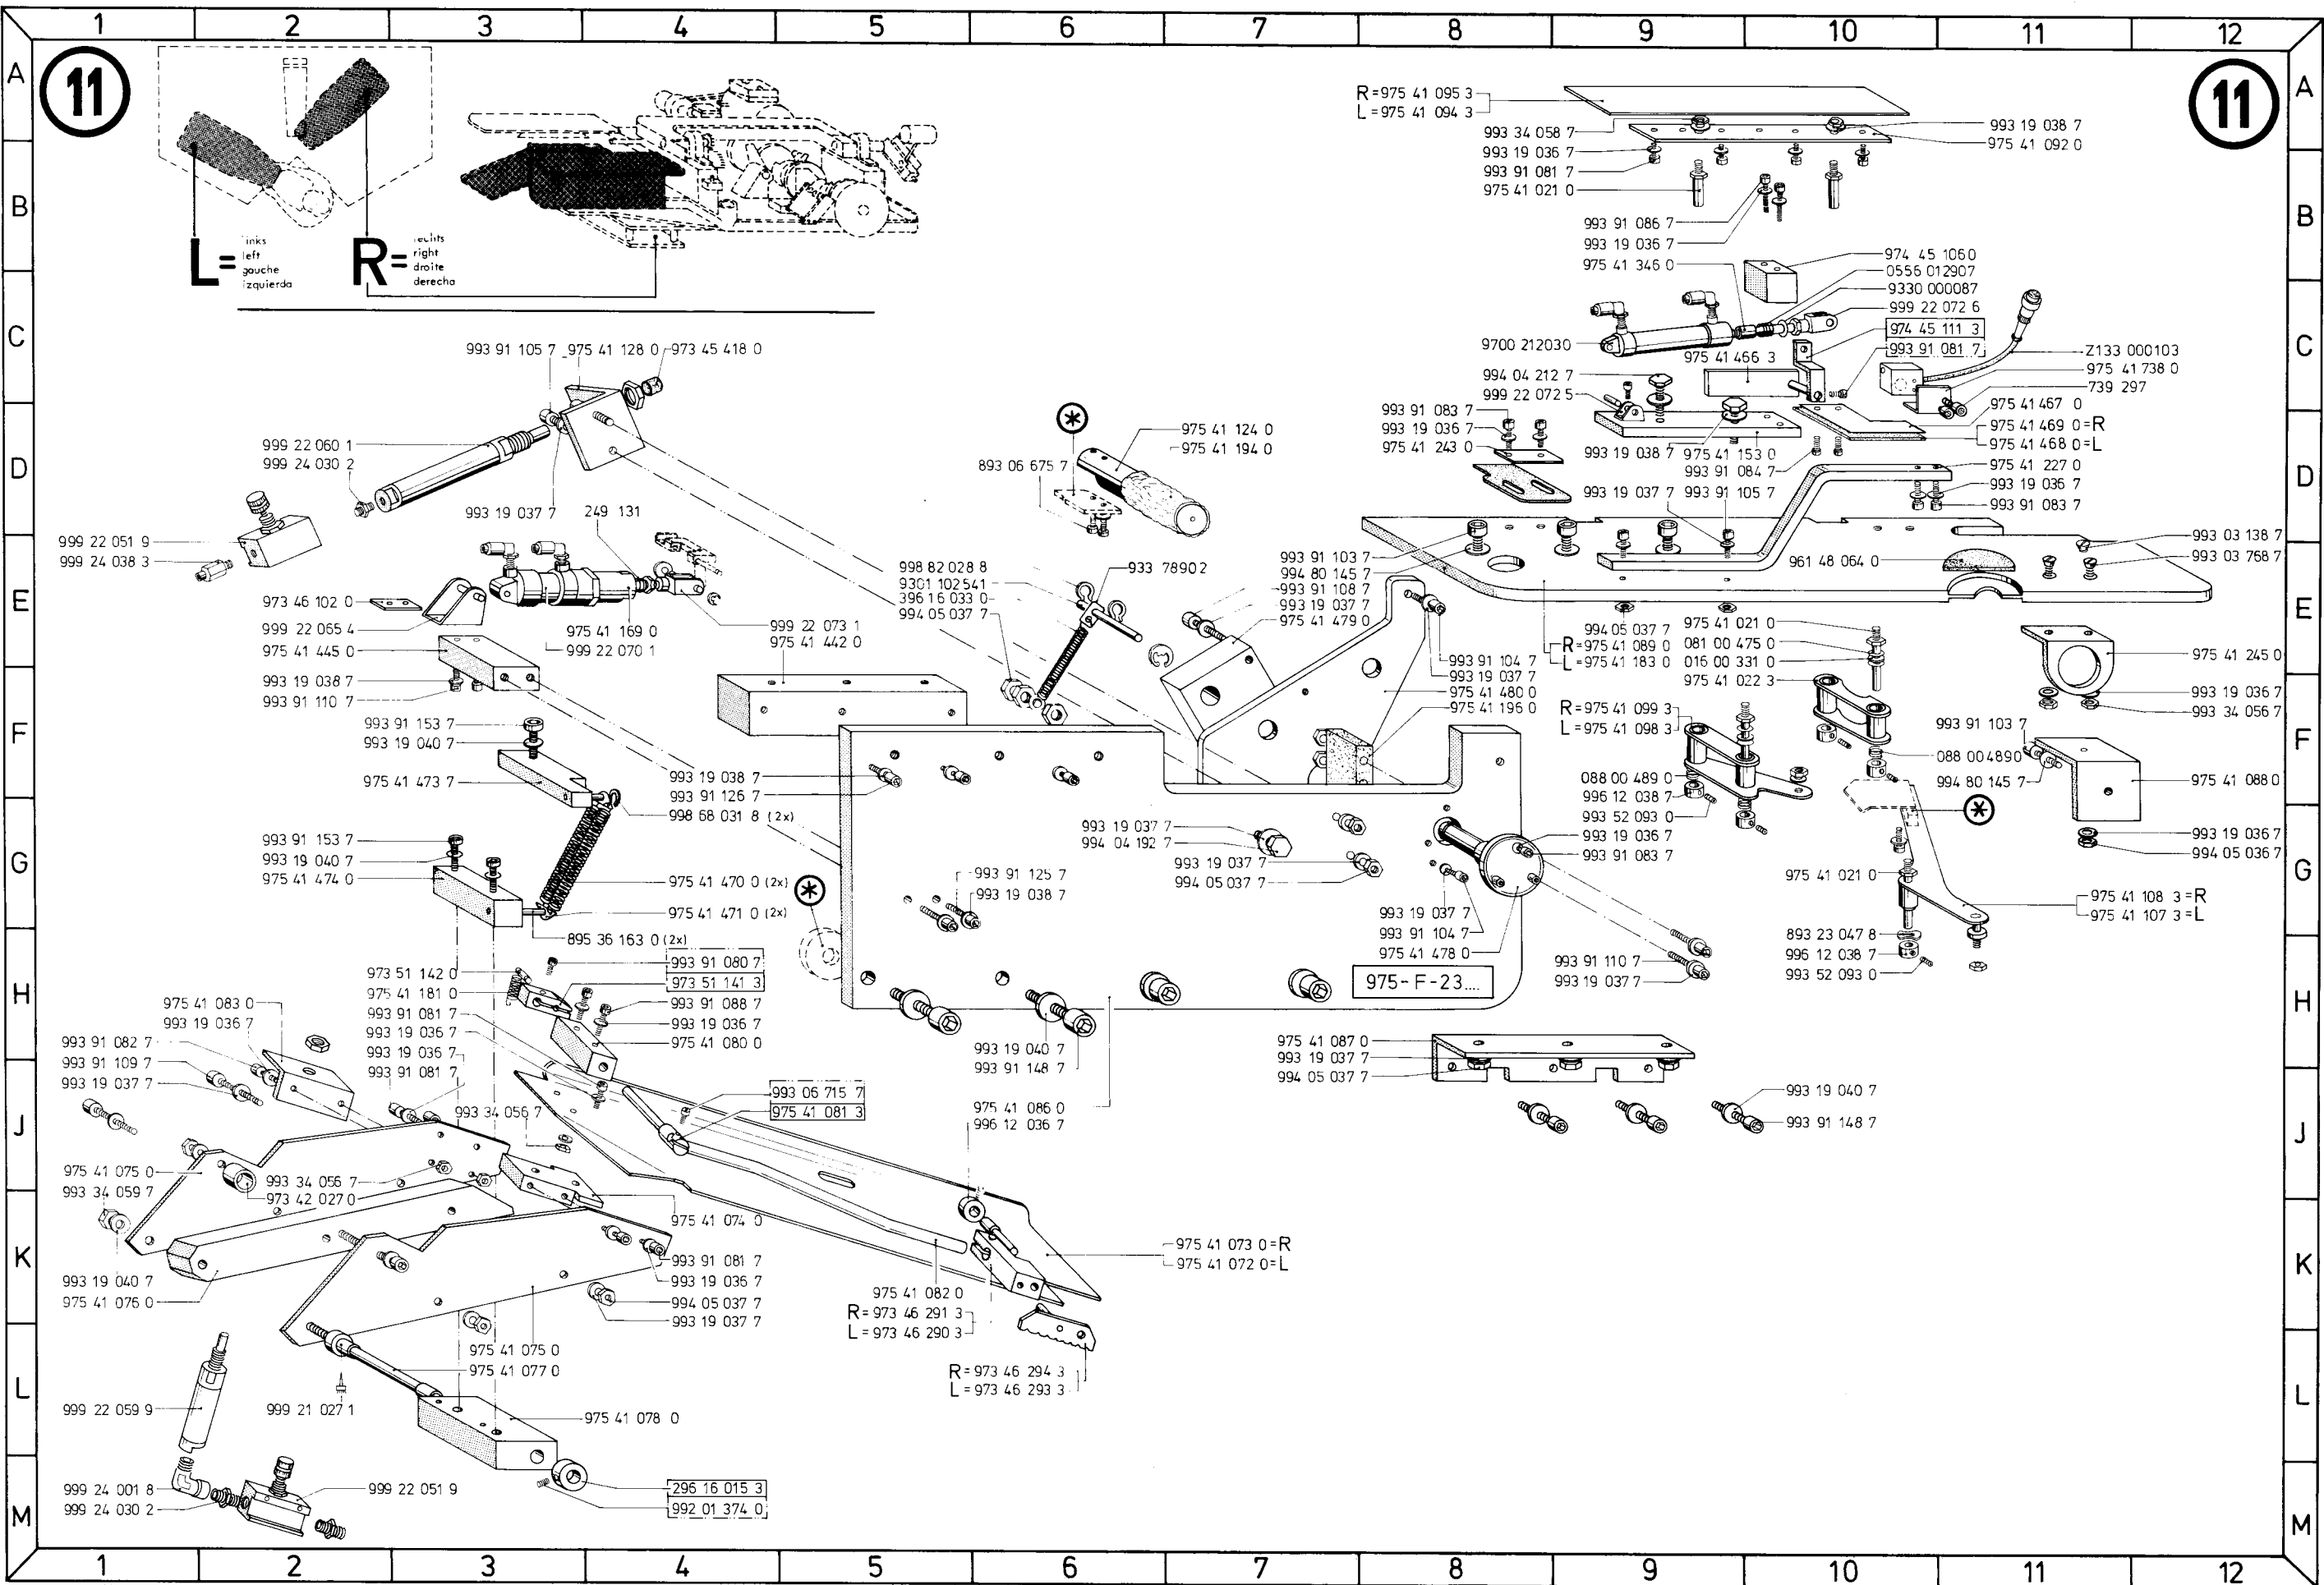 1 2 3 4 5 6 7 8 9 10 11 12
A
B
C
D
E
F
G
H
J
K
L
M
11
11
L = links
left
gauche
izquierda
R = rechts
right
droite
derecha
R=975 41 095 3
L=975 41 094 3
993 34 058 7
993 19 036 7
993 91 081 7
975 41 021 0
993 19 038 7
975 41 092 0
993 91 086 7
993 19 036 7
975 41 346 0
974 45 106 0
0556 012907
9330 000087
999 22 072 6
974 45 111 3
993 91 081 7
9700 212030
975 41 466 3
994 04 212 7
999 22 072 5
Z133 000103
975 41 738 0
739 297
975 41 467 0
975 41 469 0=R
975 41 468 0=L
993 91 083 7
993 19 036 7
975 41 243 0
993 19 038 7
975 41 153 0
993 91 084 7
975 41 227 0
993 19 036 7
993 91 083 7
993 19 037 7
993 91 105 7
993 91 105 7
975 41 128 0
973 45 418 0
999 22 060 1
999 24 030 2
993 19 037 7
249 131
975 41 124 0
975 41 194 0
893 06 675 7
999 22 051 9
999 24 038 3
973 46 102 0
999 22 065 4
975 41 445 0
993 19 038 7
993 91 110 7
975 41 169 0
999 22 070 1
999 22 073 1
975 41 442 0
998 82 028 8
9301 102541
396 16 033 0
994 05 037 7
933 78902
993 91 103 7
994 80 145 7
993 91 108 7
993 19 037 7
975 41 479 0
961 48 064 0
993 03 138 7
993 03 768 7
994 05 037 7
R=975 41 089 0
L=975 41 183 0
975 41 021 0
081 00 475 0
016 00 331 0
975 41 022 3
975 41 245 0
993 19 036 7
993 34 056 7
993 91 104 7
993 19 037 7
975 41 480 0
975 41 196 0
R=975 41 099 3
L=975 41 098 3
088 00 489 0
996 12 038 7
993 52 093 0
088 004890
993 91 103 7
994 80 145 7
975 41 088 0
993 19 036 7
994 05 036 7
993 91 153 7
993 19 040 7
975 41 473 7
993 19 038 7
993 91 126 7
998 68 031 8 (2x)
993 91 153 7
993 19 040 7
975 41 474 0
975 41 470 0 (2x)
975 41 471 0 (2x)
895 36 163 0 (2x)
993 19 037 7
994 04 192 7
993 19 037 7
994 05 037 7
993 91 125 7
993 19 038 7
993 19 036 7
993 91 083 7
993 19 037 7
993 91 104 7
975 41 478 0
975-F-23....
993 91 110 7
993 19 037 7
975 41 021 0
975 41 108 3=R
975 41 107 3=L
893 23 047 8
996 12 038 7
993 52 093 0
973 51 142 0
975 41 181 0
993 91 081 7
993 19 036 7
993 91 080 7
973 51 141 3
993 91 088 7
993 19 036 7
975 41 080 0
975 41 083 0
993 19 036 7
993 91 082 7
993 91 109 7
993 19 037 7
993 19 036 7
993 91 081 7
993 34 056 7
993 06 715 7
975 41 081 3
993 19 040 7
993 91 148 7
975 41 086 0
996 12 036 7
975 41 087 0
993 19 037 7
994 05 037 7
993 19 040 7
993 91 148 7
975 41 075 0
993 34 059 7
993 34 056 7
973 42 027 0
975 41 074 0
993 19 040 7
975 41 076 0
993 91 081 7
993 19 036 7
994 05 037 7
993 19 037 7
975 41 073 0=R
975 41 072 0=L
975 41 082 0
R=973 46 291 3
L=973 46 290 3
R=973 46 294 3
L=973 46 293 3
975 41 075 0
975 41 077 0
999 22 059 9
999 21 027 1
975 41 078 0
999 24 001 8
999 24 030 2
999 22 051 9
296 16 015 3
992 01 374 0
A
B
C
D
E
F
G
H
J
K
L
M
1 2 3 4 5 6 7 8 9 10 11 12